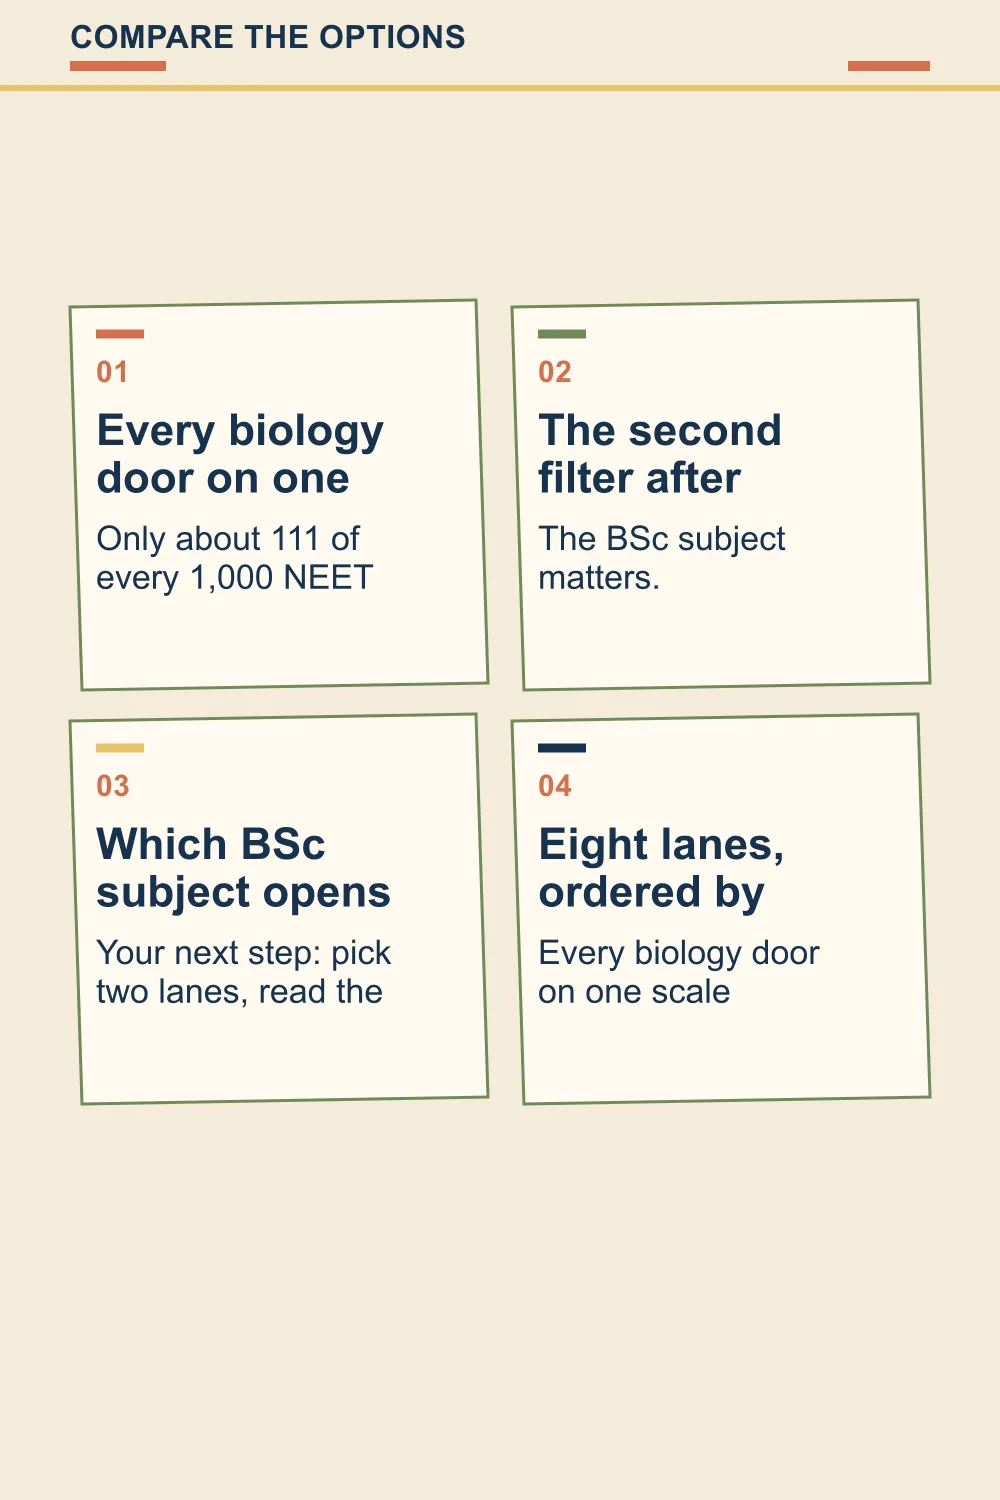 COMPARE THE OPTIONS
01
Every biology
door on one
Only about 111 of
every 1,000 NEET
02
The second
filter after
The BSc subject
matters.
03
Which BSc
subject opens
Your next step: pick
two lanes, read the
04
Eight lanes,
ordered by
Every biology door
on one scale